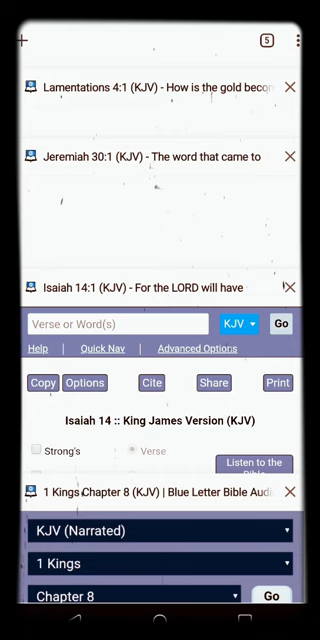 5
Lamentations 4:1 (KJV) - How is the gold becon
Jeremiah 30:1 (KJV) - The word that came to
Isaiah 14:1 (KJV) - For the LORD will have
Verse or Word(s) KJV Go
Help | Quick Nav | Advanced Options
Copy Options Cite Share Print
Isaiah 14 :: King James Version (KJV)
Strong's Verse
Listen to the
Bible
1 Kings Chapter 8 (KJV) | Blue Letter Bible Aud
KJV (Narrated)
1 Kings
Chapter 8 Go